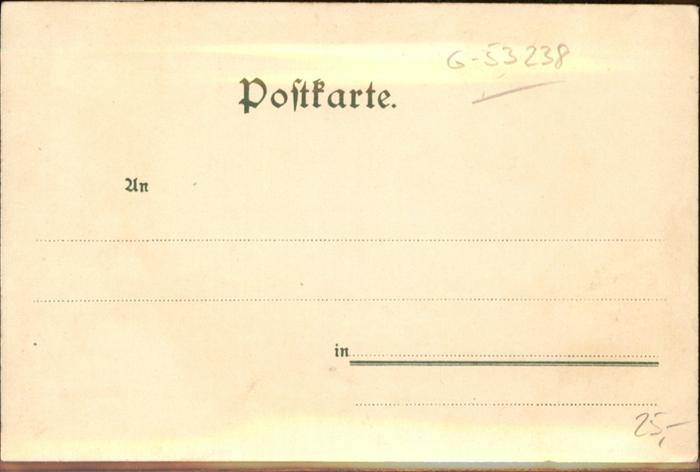 G-53238
Postkarte.
An
in
25,-